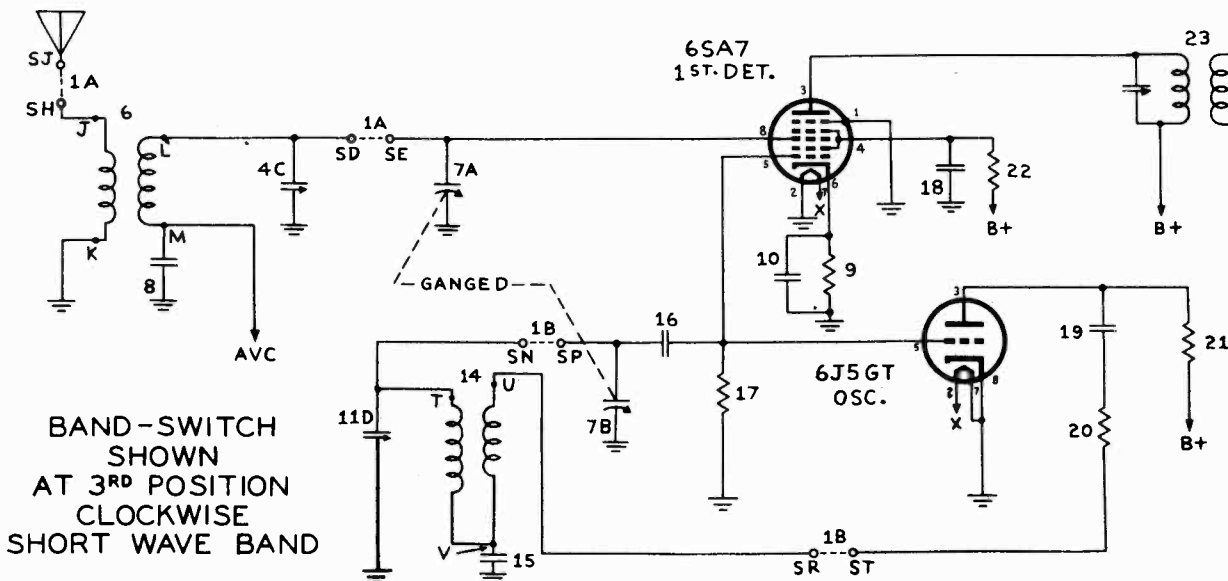 SJ
1A
SH
J
6
L
K
M
8
AVC
4C
SD
1A
SE
7A
GANGED
6SA7
1ST. DET.
3
1
8
4
5
6
2
7
X
18
22
B+
23
B+
10
9
1B
SN
SP
16
14
T
U
11D
7B
17
V
15
6J5GT
OSC.
3
5
2
7
8
X
19
20
21
B+
1B
SR
ST
BAND-SWITCH
SHOWN
AT 3RD POSITION
CLOCKWISE
SHORT WAVE BAND